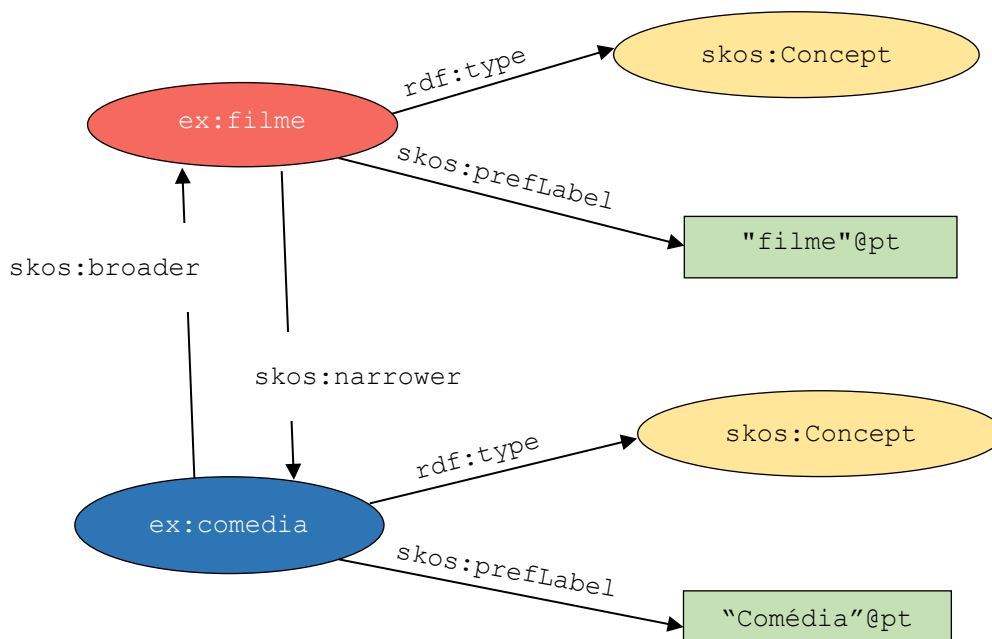 skos:Concept
rdf:type
ex:filme
skos:prefLabel
"filme"@pt
skos:broader
skos:narrower
skos:Concept
rdf:type
ex:comedia
skos:prefLabel
“Comédia”@pt